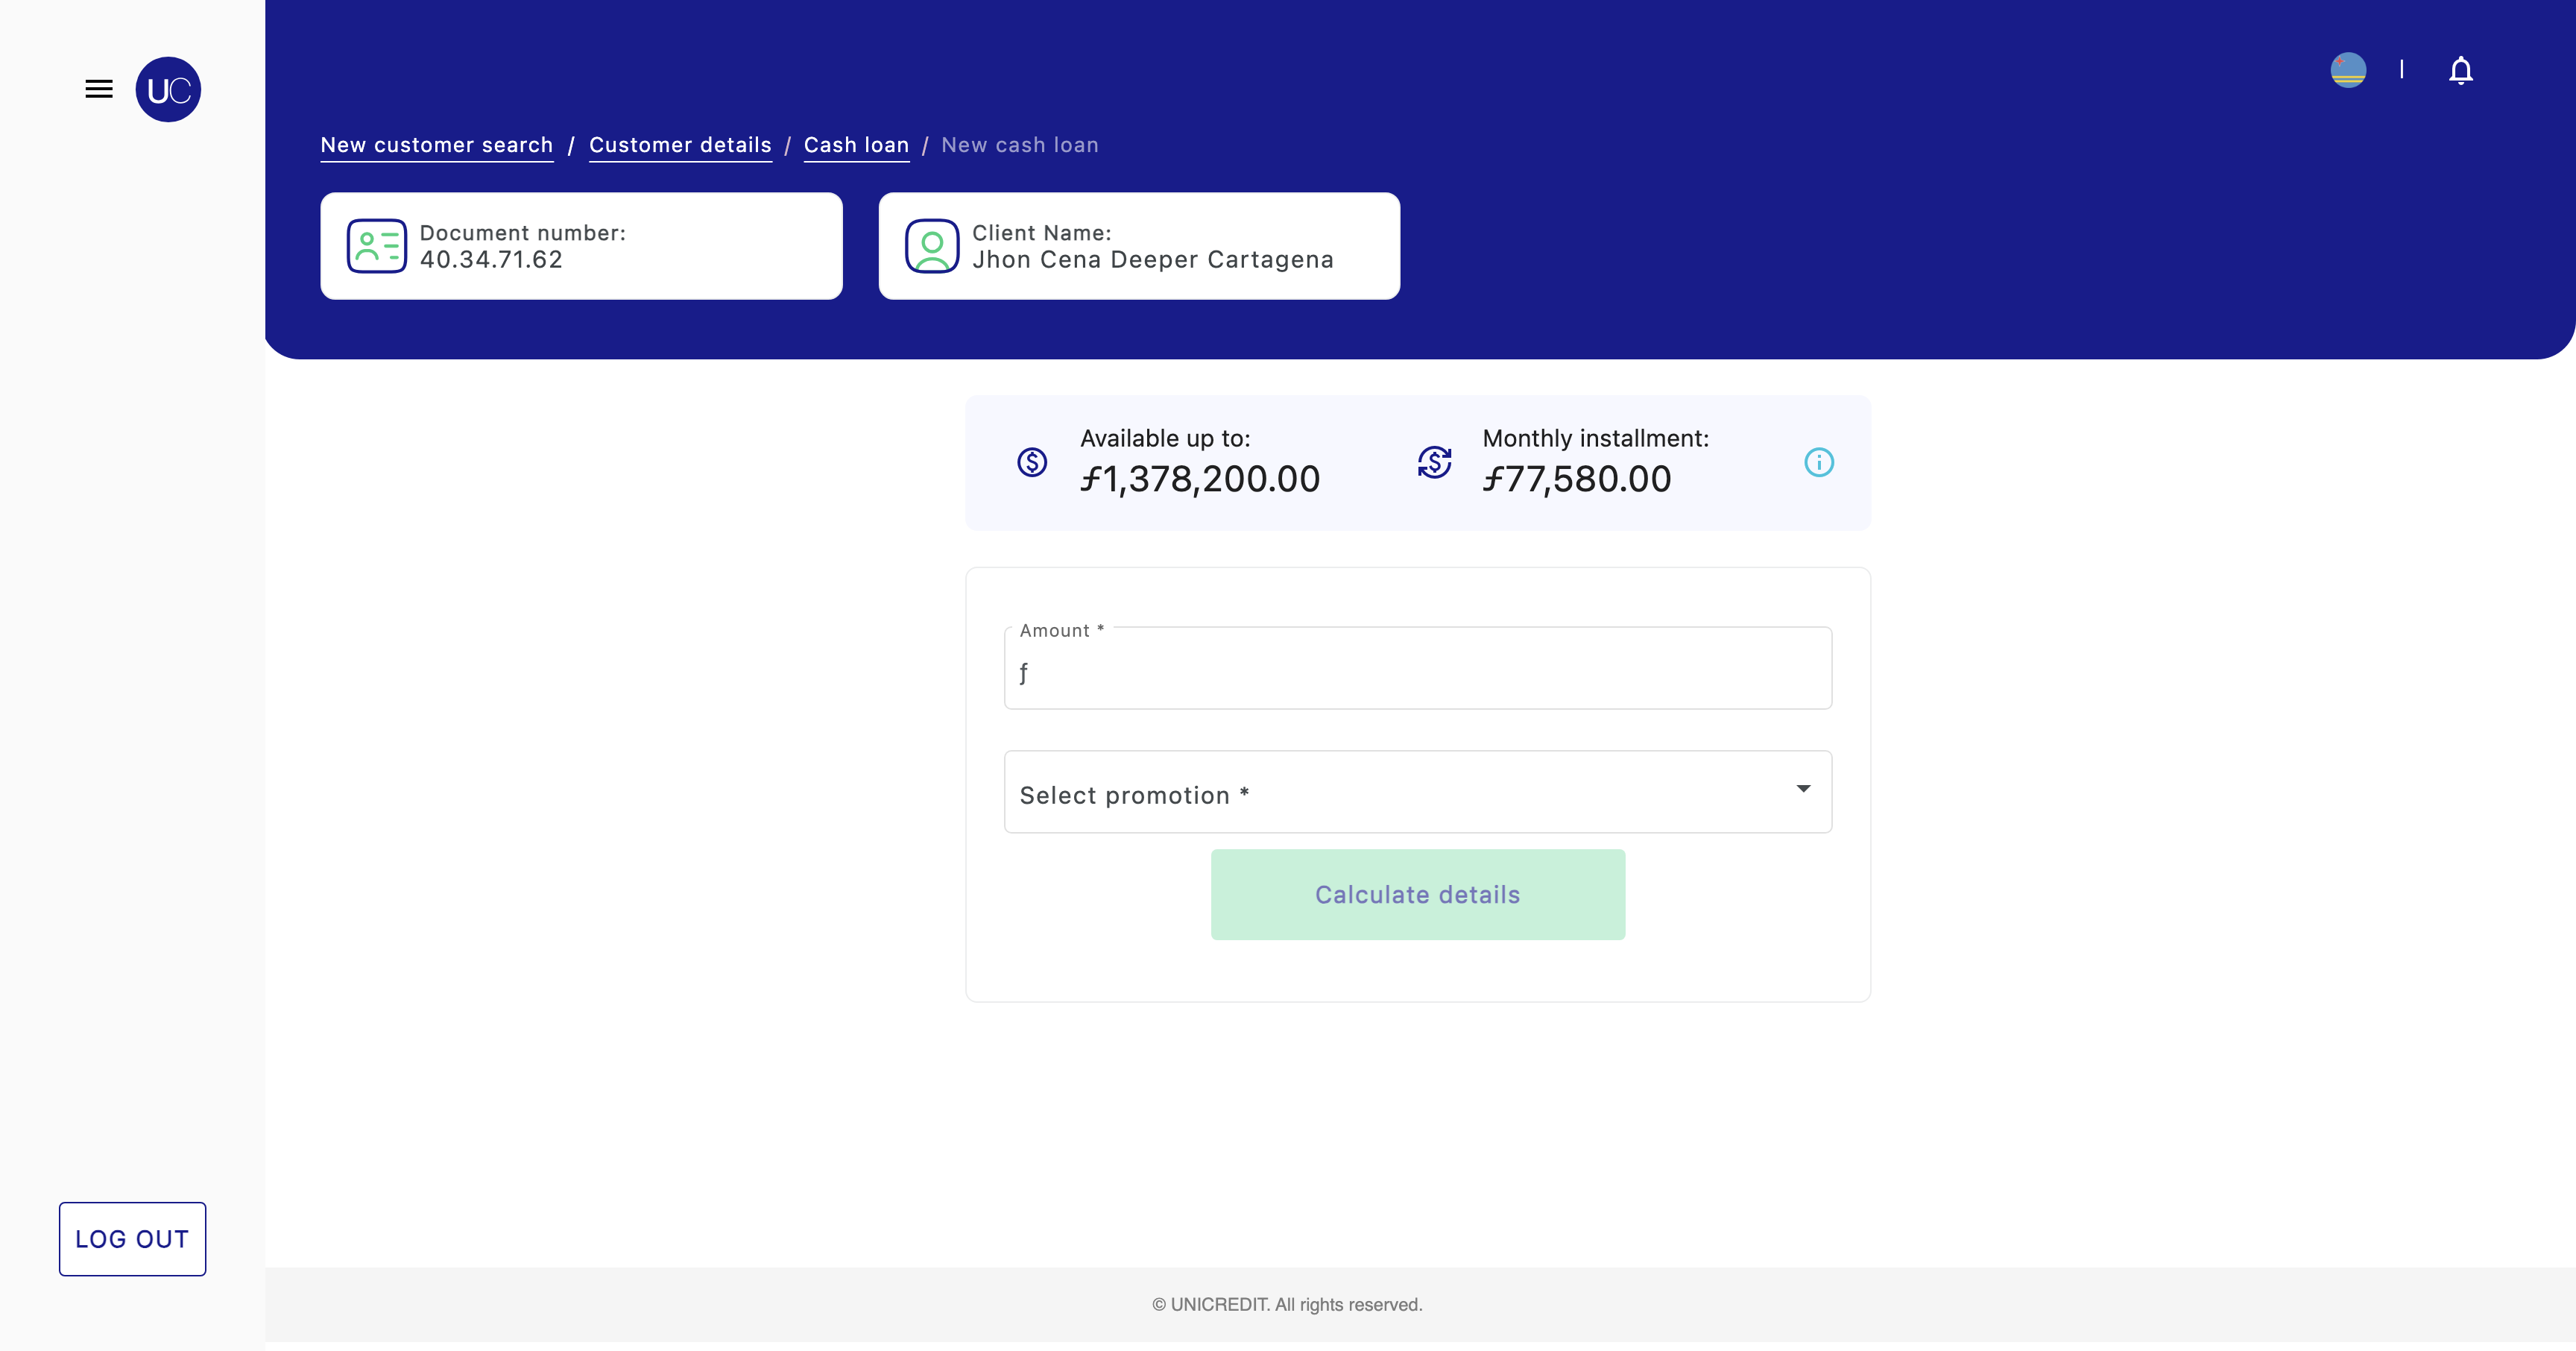 UC
New customer search / Customer details / Cash loan / New cash loan
Document number:
40.34.71.62
Client Name:
Jhon Cena Deeper Cartagena
Available up to:
ƒ1,378,200.00
Monthly installment:
ƒ77,580.00
Amount *
ƒ
Select promotion *
Calculate details
LOG OUT
© UNICREDIT. All rights reserved.